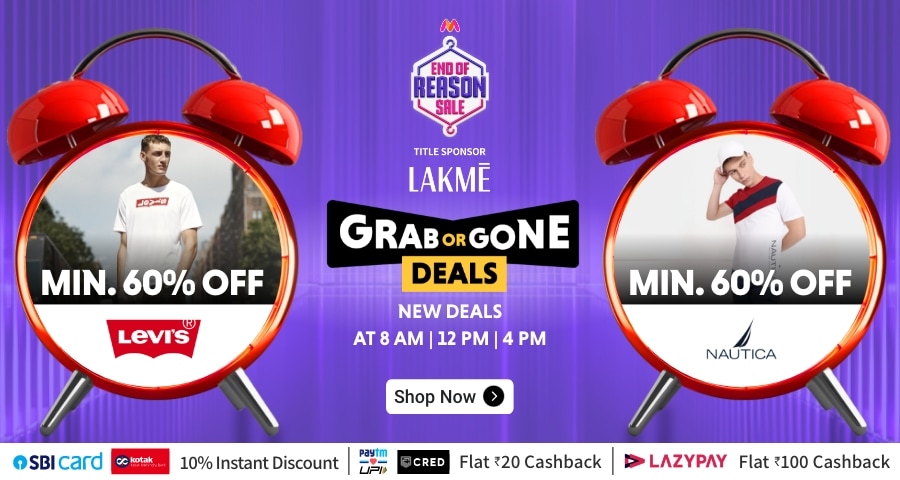 END OF
REASON
SALE
TITLE SPONSOR
LAKMĒ
GRAB OR GONE
DEALS
NEW DEALS
AT 8 AM | 12 PM | 4 PM
Shop Now
MIN. 60% OFF
LEVI'S®
MIN. 60% OFF
NAUTICA
SBI card
kotak
10% Instant Discount
paytm
UPI
CRED
Flat ₹20 Cashback
LAZYPAY
Flat ₹100 Cashback